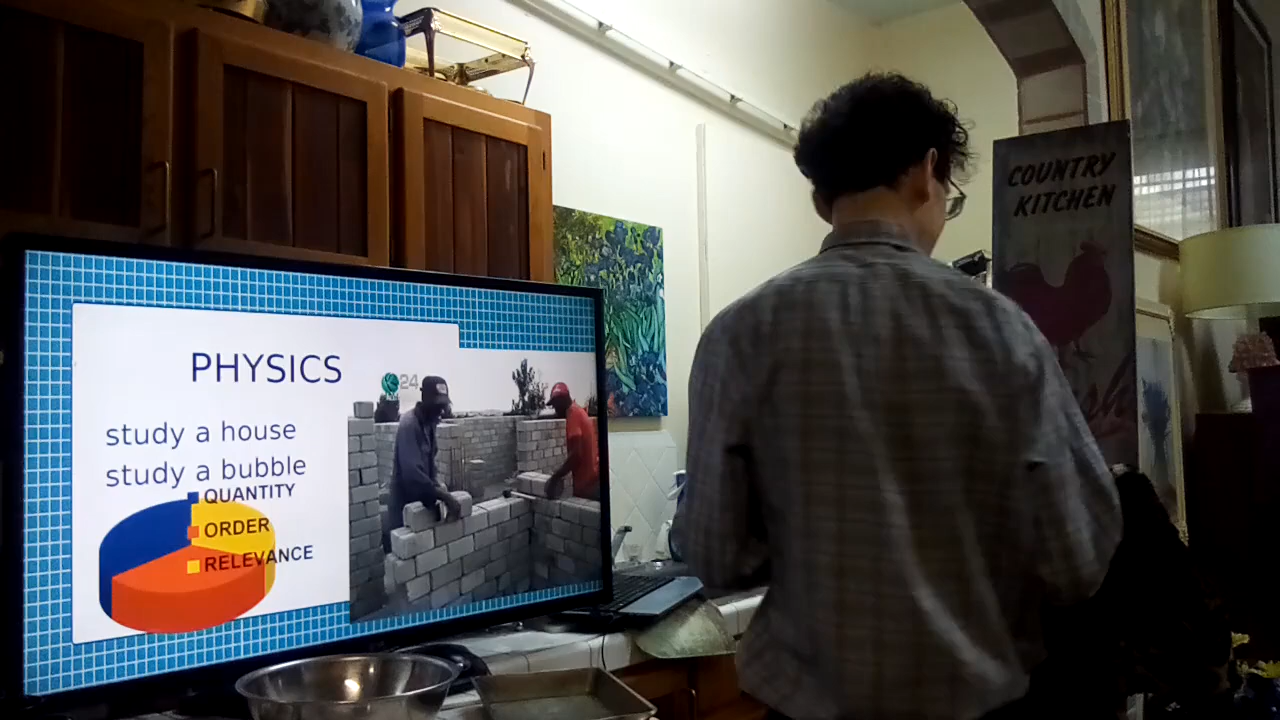 PHYSICS
study a house
study a bubble
QUANTITY
ORDER
RELEVANCE
24
COUNTRY
KITCHEN